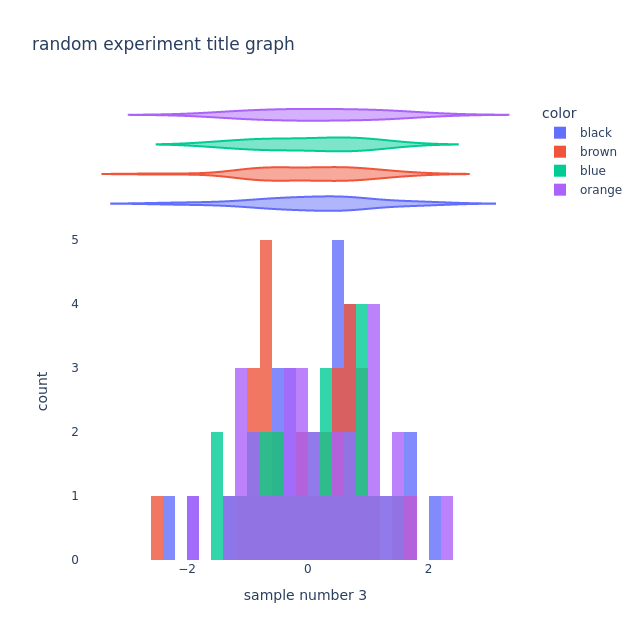 random experiment title graph
color
black
brown
blue
orange
5
4
3
2
1
0
count
−2
0
2
sample number 3